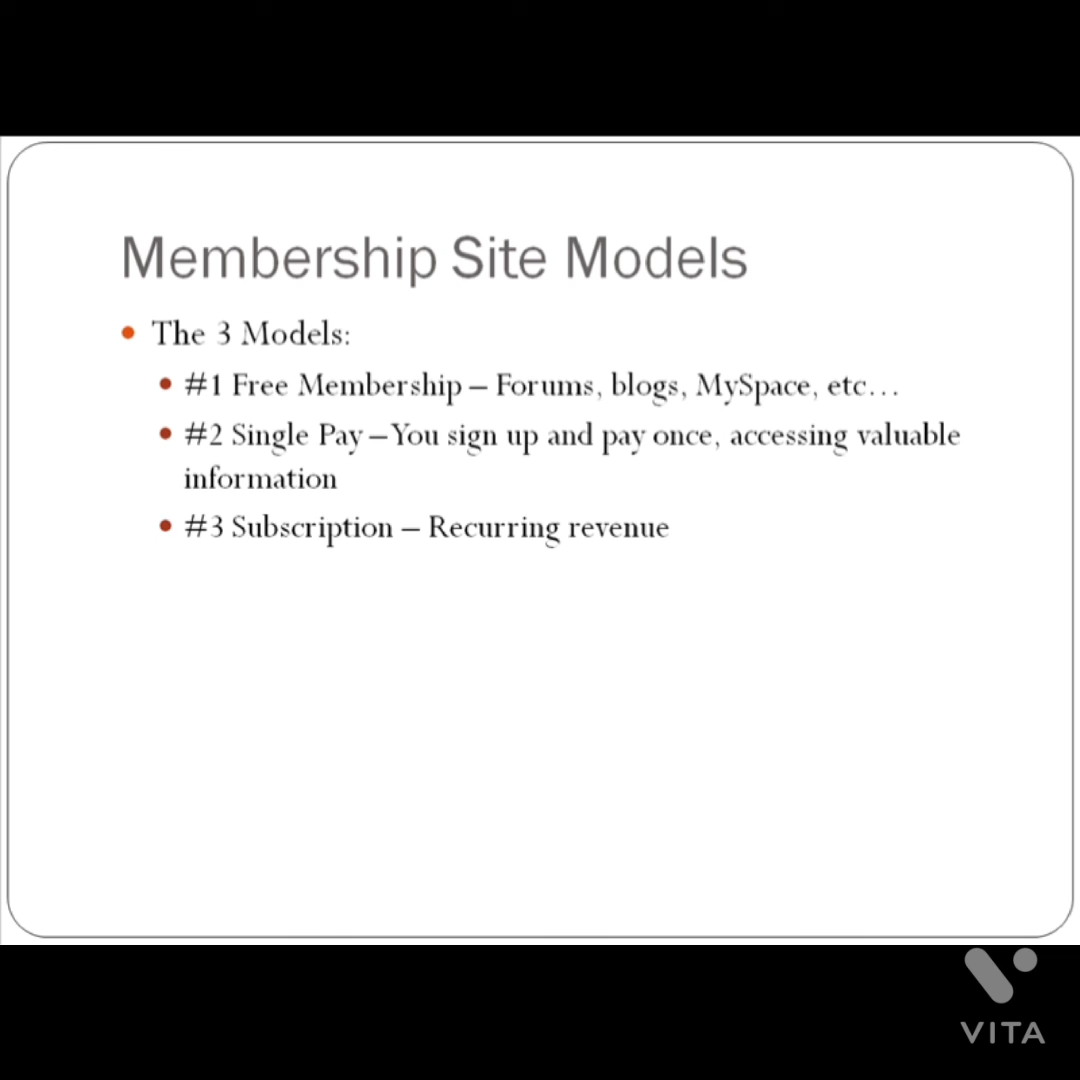 Membership Site Models
The 3 Models:
#1 Free Membership – Forums, blogs, MySpace, etc…
#2 Single Pay –You sign up and pay once, accessing valuable
information
#3 Subscription – Recurring revenue
VITA